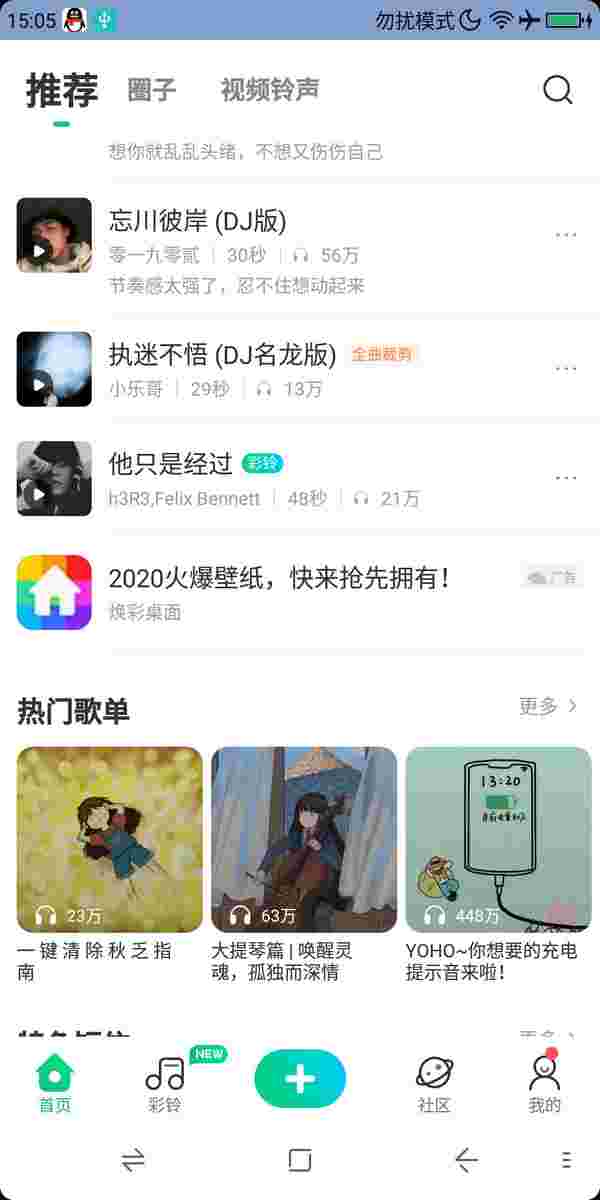 15:05 勿扰模式
推荐 圈子 视频铃声
想你就乱乱头绪，不想又伤伤自己
忘川彼岸 (DJ版)
零一九零贰 | 30秒 | 56万
节奏感太强了，忍不住想动起来
执迷不悟 (DJ名龙版) 全曲裁剪
小乐哥 | 29秒 | 13万
他只是经过 彩铃
h3R3,Felix Bennett | 48秒 | 21万
2020火爆壁纸，快来抢先拥有！ 广告
焕彩桌面
热门歌单 更多
13:20
23万 63万 448万
一键清除秋乏指南
大提琴篇 | 唤醒灵魂，孤独而深情
YOHO~你想要的充电提示音来啦！
NEW
首页 彩铃 社区 我的